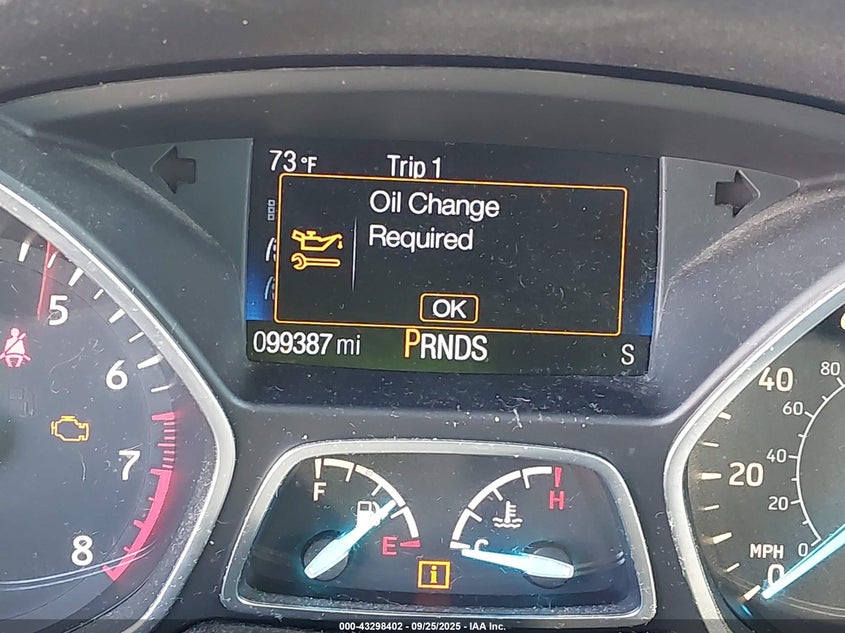 73°F Trip 1
Oil Change
Required
OK
099387 mi PRNDS S
5
6
7
8
F
E
C
H
i
40
20
0
MPH
80
60
40
20
0
000-43298402 - 09/25/2025 - IAA Inc.